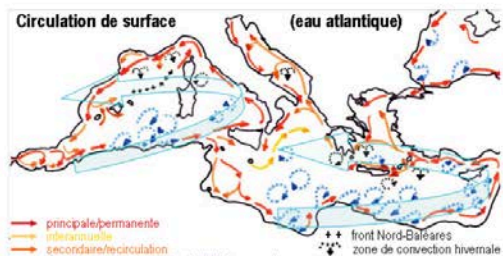 Circulation de surface (eau atlantique)
principale/permanente
interannuelle
secondaire/recirculation
front Nord-Baléares
zone de convection hivernale